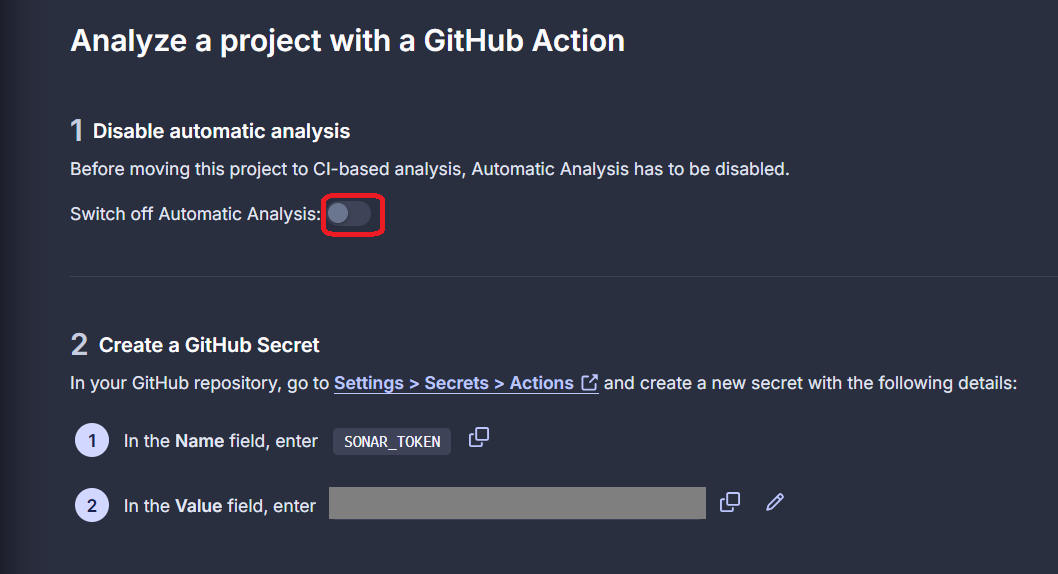 Analyze a project with a GitHub Action
1 Disable automatic analysis
Before moving this project to CI-based analysis, Automatic Analysis has to be disabled.
Switch off Automatic Analysis:
2 Create a GitHub Secret
In your GitHub repository, go to Settings > Secrets > Actions and create a new secret with the following details:
1 In the Name field, enter SONAR_TOKEN
2 In the Value field, enter